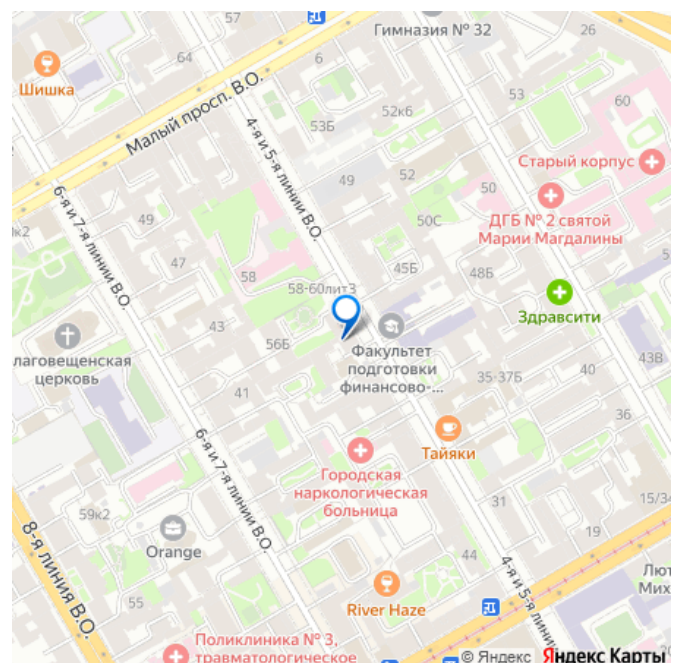 57
Гимназия № 32
26
Шишка
64
6
53
60
Малый просп. В.О.
53Б
52к6
4-я и 5-я линии В.О.
Старый корпус
49
52
50
6-я и 7-я линии В.О.
49
50С
ДГБ № 2 святой
Марии Магдалины
47
58
45Б
48Б
58-60лит3
Здравсити
43
56Б
лаговещенская
церковь
Факультет
подготовки
финансово-...
43В
35-37Б
40
41
36
Тайяки
6-я и 7-я линии В.О.
Городская
наркологическая
больница
31
15/34
59к2
19
8-я линия В.О.
Orange
44
4-я и 5-я линии
Лют
Мих
55
River Haze
Поликлиника № 3,
травматологическое
© Яндекс Яндекс Карты